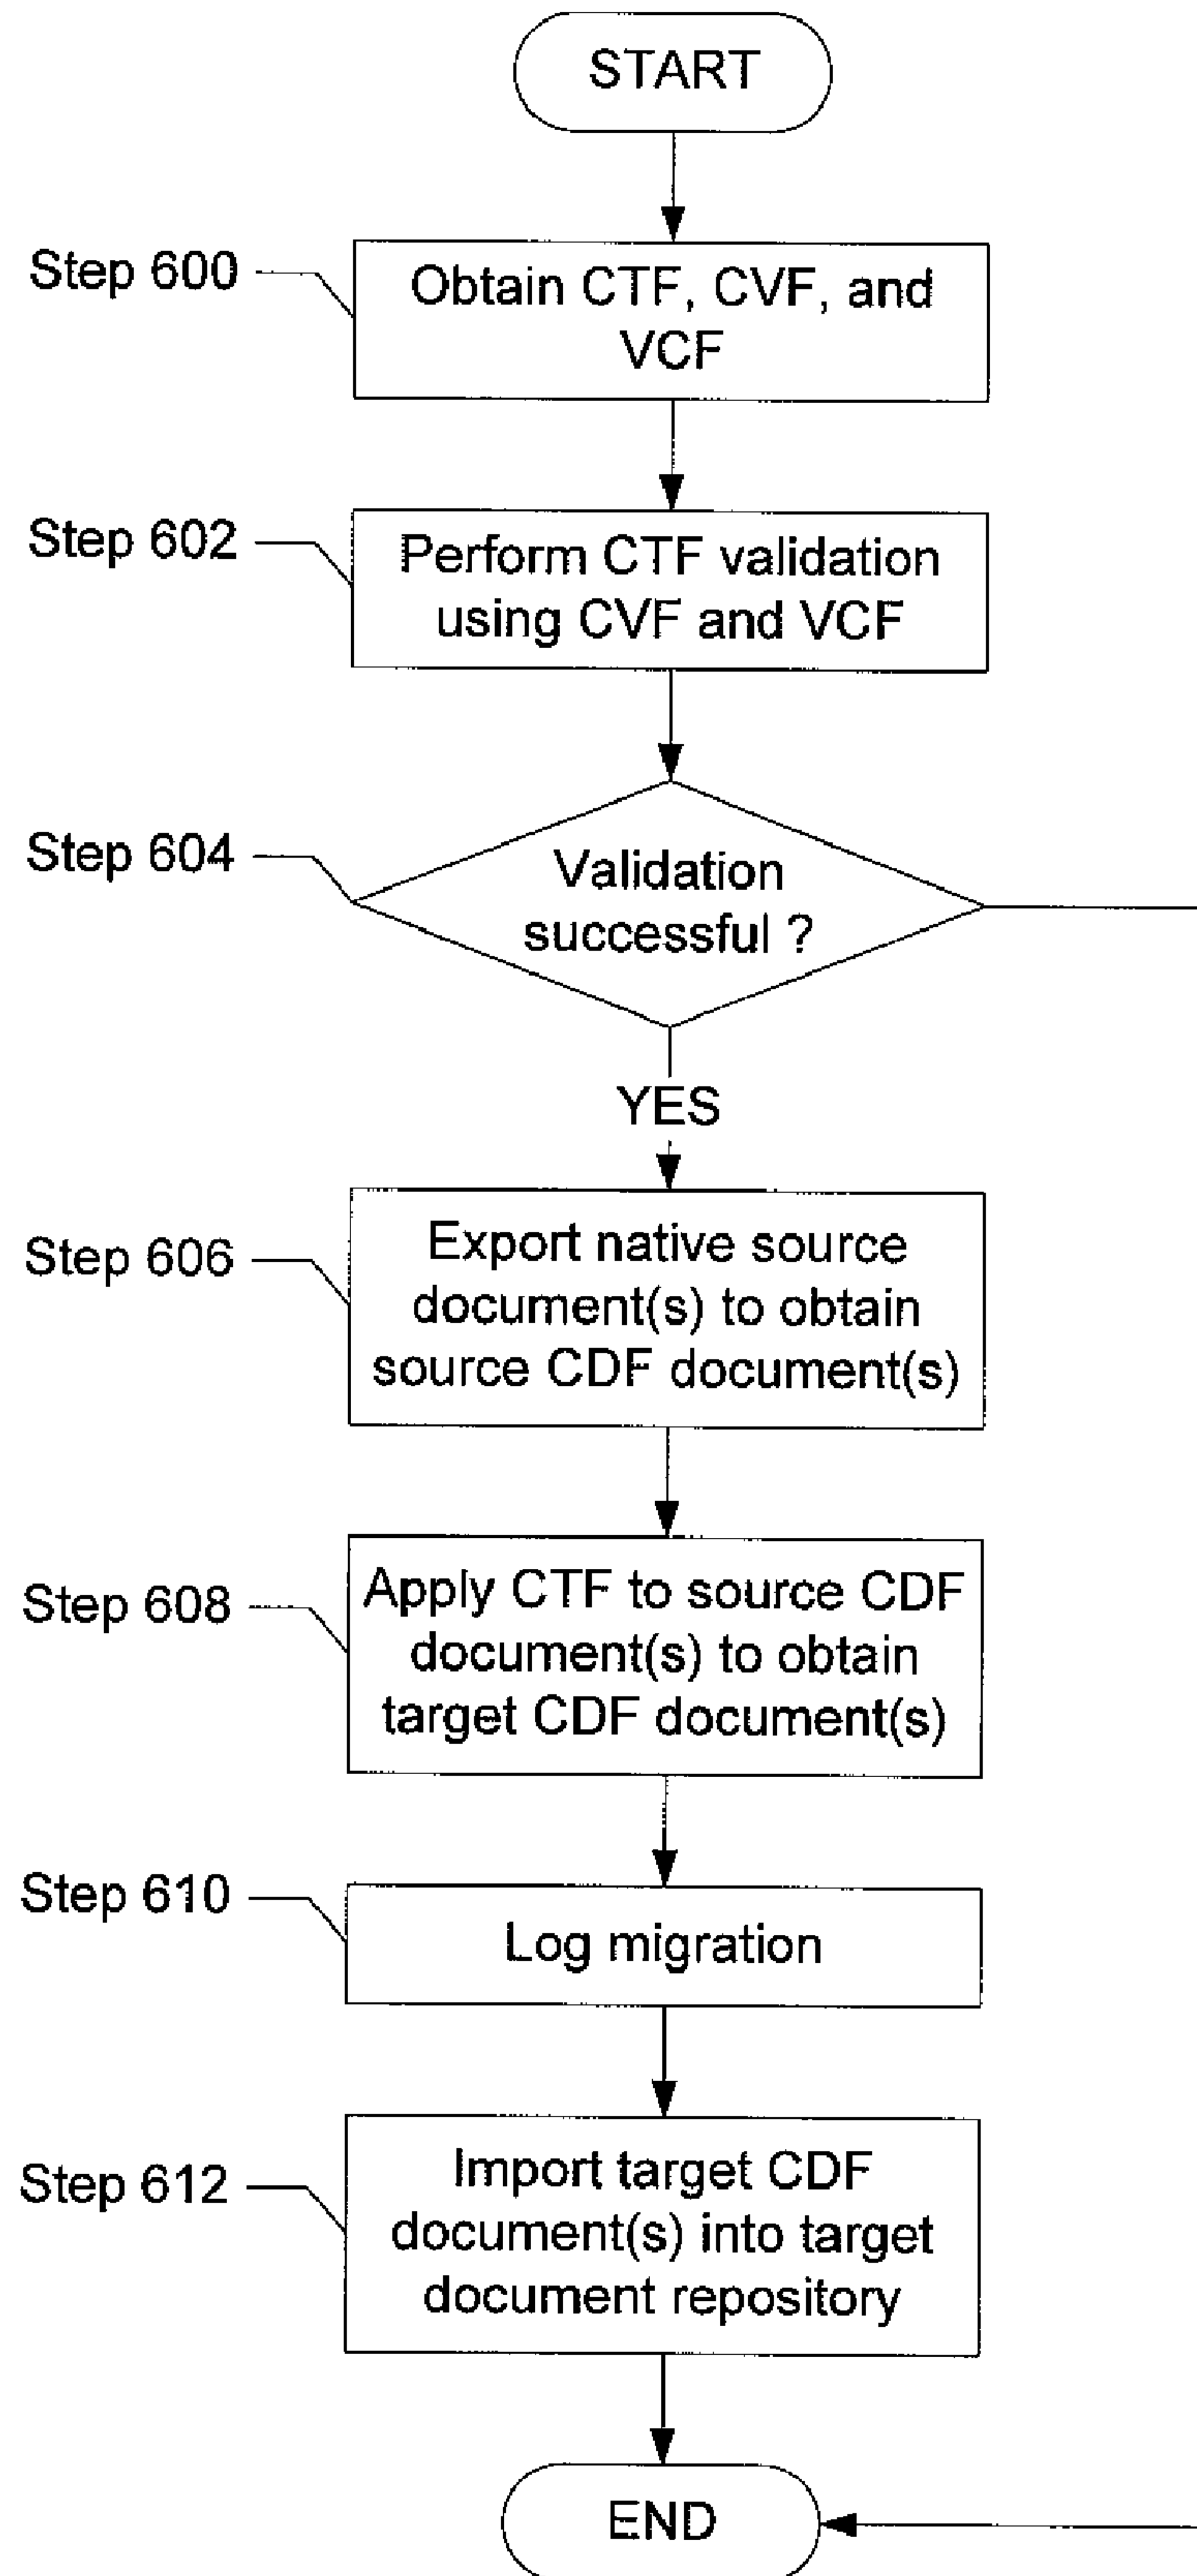 START
Step 600
Obtain CTF, CVF, and
VCF
Step 602
Perform CTF validation
using CVF and VCF
Step 604
Validation
successful ?
YES
Step 606
Export native source
document(s) to obtain
source CDF document(s)
Step 608
Apply CTF to source CDF
document(s) to obtain
target CDF document(s)
Step 610
Log migration
Step 612
Import target CDF
document(s) into target
document repository
END